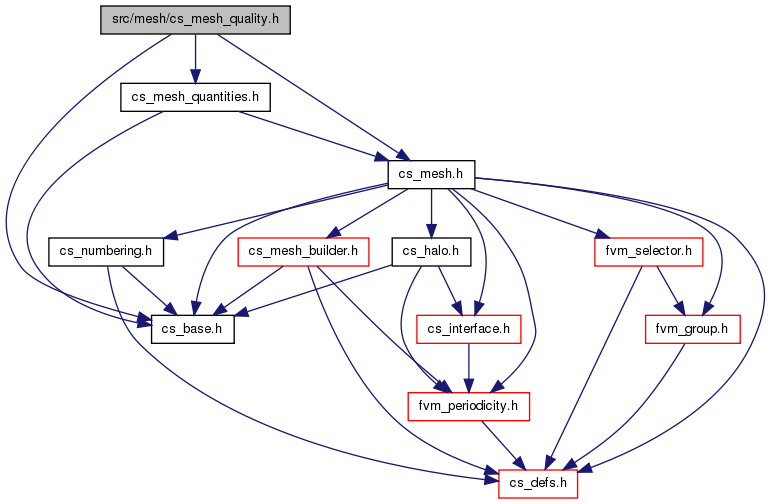 src/mesh/cs_mesh_quality.h
cs_mesh_quantities.h
cs_mesh.h
cs_numbering.h
cs_mesh_builder.h
cs_halo.h
fvm_selector.h
cs_base.h
cs_interface.h
fvm_group.h
fvm_periodicity.h
cs_defs.h